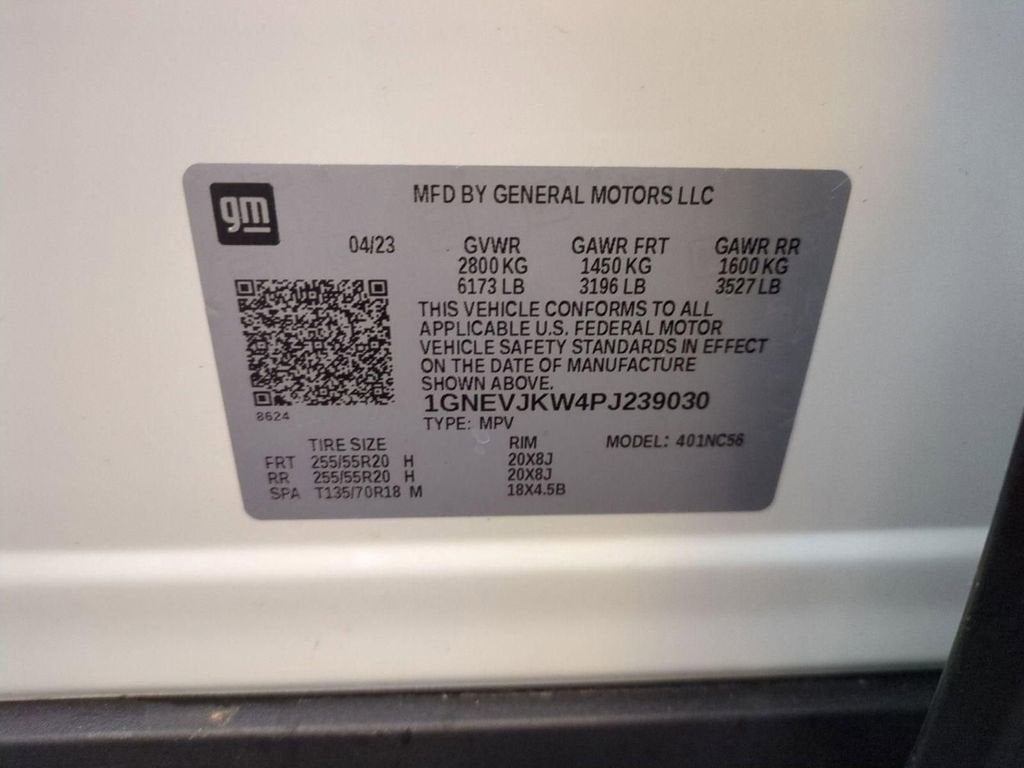 gm
MFD BY GENERAL MOTORS LLC
04/23 GVWR GAWR FRT GAWR RR
2800 KG 1450 KG 1600 KG
6173 LB 3196 LB 3527 LB
THIS VEHICLE CONFORMS TO ALL
APPLICABLE U.S. FEDERAL MOTOR
VEHICLE SAFETY STANDARDS IN EFFECT
ON THE DATE OF MANUFACTURE
SHOWN ABOVE.
1GNEVJKW4PJ239030
8624
TYPE: MPV
TIRE SIZE RIM MODEL: 401NC56
FRT 255/55R20 H 20X8J
RR 255/55R20 H 20X8J
SPA T135/70R18 M 18X4.5B